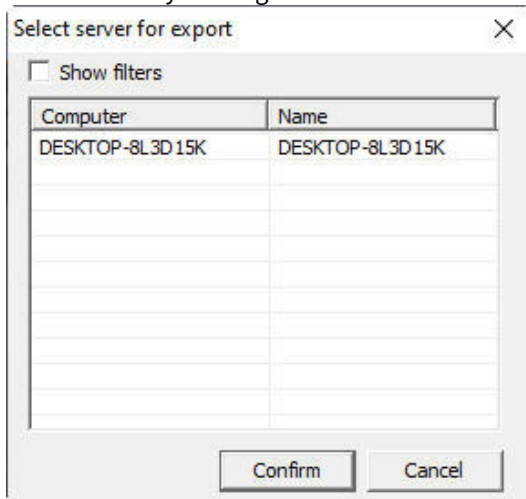 Select server for export
Show filters
Computer Name
DESKTOP-8L3D15K DESKTOP-8L3D15K
Confirm Cancel